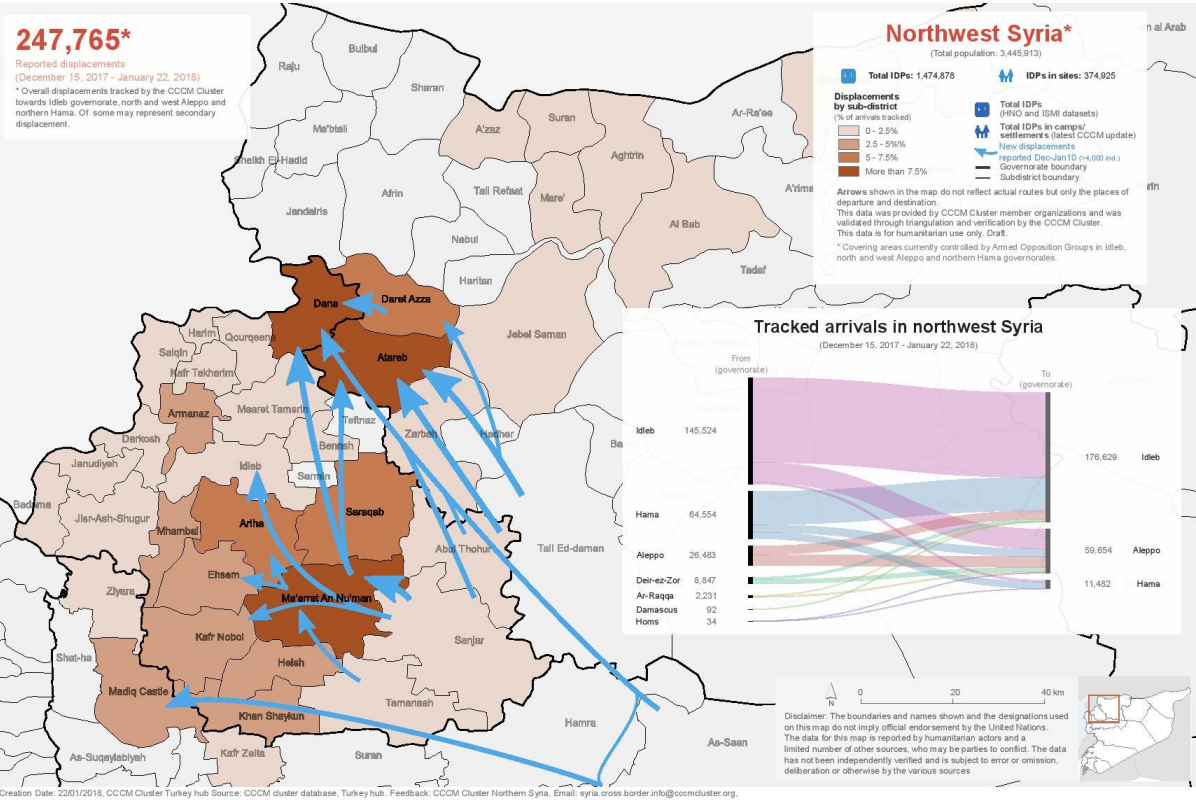 247,765*
Reported displacements
(December 15, 2017 - January 22, 2018)
* Overall displacements tracked by the CCCM Cluster
towards Idleb governorate, north and west Aleppo and
northern Hama. Of some may represent secondary
displacement.
Northwest Syria*
(Total population: 3,445,913)
Total IDPs: 1,474,878
IDPs in sites: 374,925
Displacements
by sub-district
(% of arrivals tracked)
0 - 2.5%
2.5 - 5%%
5 - 7.5%
More than 7.5%
Total IDPs
(HNO and ISMI datasets)
Total IDPs in camps/
settlements (latest CCCM update)
New displacements
reported Dec-Jan10 (>4,000 ind.)
Governorate boundary
Subdistrict boundary
Arrows shown in the map do not reflect actual routes but only the places of
departure and destination.
This data was provided by CCCM Cluster member organizations and was
validated through triangulation and verification by the CCCM Cluster.
This data is for humanitarian use only. Draft.
* Covering areas currently controlled by Armed Opposition Groups in Idleb,
north and west Aleppo and northern Hama governorates.
n al Arab
Bulbul
Raju
Sharan
Ma'btali
A'zaz
Suran
Ar-Ra'ee
Aghtrin
Sheikh El-Hadid
Afrin
Tall Refaat
Mare'
A'rima
rin
Jandairis
Al Bab
Nabul
Tadaf
Haritan
Dana
Daret Azza
Jebel Saman
Harim
Qourqeena
Salqin
Atareb
Kafr Takharim
Armanaz
Maaret Tamsrin
Teftnaz
Zarbah
Hadher
Ba
Darkosh
Bennsh
Janudiyeh
Idleb
Sarmin
Badama
Jisr-Ash-Shugur
Mhambal
Ariha
Saraqab
Abul Thohur
Tall Ed-daman
Ehsem
Ziyara
Ma'arrat An Nu'man
Kafr Nobol
Sanjar
Shat-ha
Heish
Madiq Castle
Tamanaah
Khan Shaykun
Hamra
As-Saan
As-Suqaylabiyah
Kafr Zeita
Suran
Tracked arrivals in northwest Syria
(December 15, 2017 - January 22, 2018)
From
(governorate)
To
(governorate)
Idleb 145,524
Hama 64,554
Aleppo 26,483
Deir-ez-Zor 8,847
Ar-Raqqa 2,231
Damascus 92
Homs 34
176,629 Idleb
59,654 Aleppo
11,482 Hama
N
0 20 40 km
Disclaimer: The boundaries and names shown and the designations used
on this map do not imply official endorsement by the United Nations.
The data for this map is reported by humanitarian actors and a
limited number of other sources, who may be parties to conflict. The data
has not been independently verified and is subject to error or omission,
deliberation or otherwise by the various sources
Creation Date: 22/01/2018, CCCM Cluster Turkey hub Source: CCCM cluster database, Turkey hub. Feedback: CCCM Cluster Northern Syria, Email: syria.cross.border.info@cccmcluster.org.